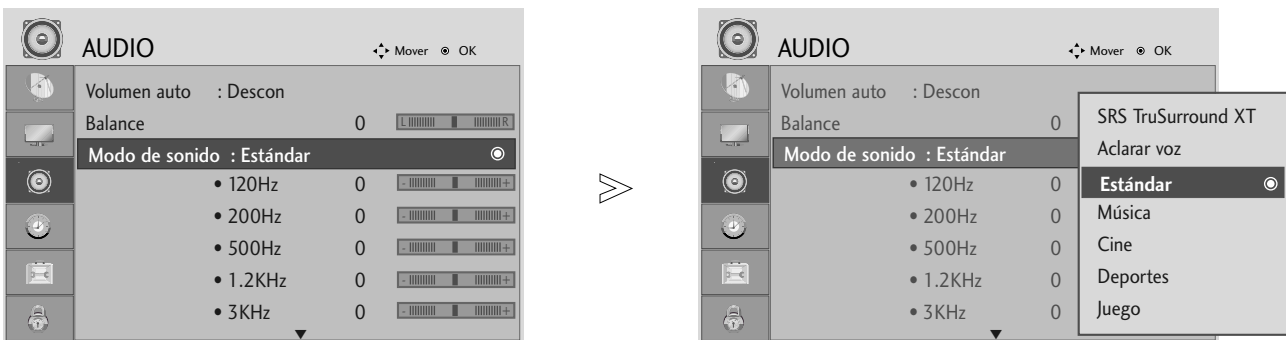 AUDIO
Mover OK
Volumen auto : Descon
Balance 0 L R
Modo de sonido : Estándar
• 120Hz 0 - +
• 200Hz 0 - +
• 500Hz 0 - +
• 1.2KHz 0 - +
• 3KHz 0 - +
AUDIO
Mover OK
Volumen auto : Descon
Balance 0
Modo de sonido : Estándar
• 120Hz 0
• 200Hz 0
• 500Hz 0
• 1.2KHz 0
• 3KHz 0
SRS TruSurround XT
Aclarar voz
Estándar
Música
Cine
Deportes
Juego